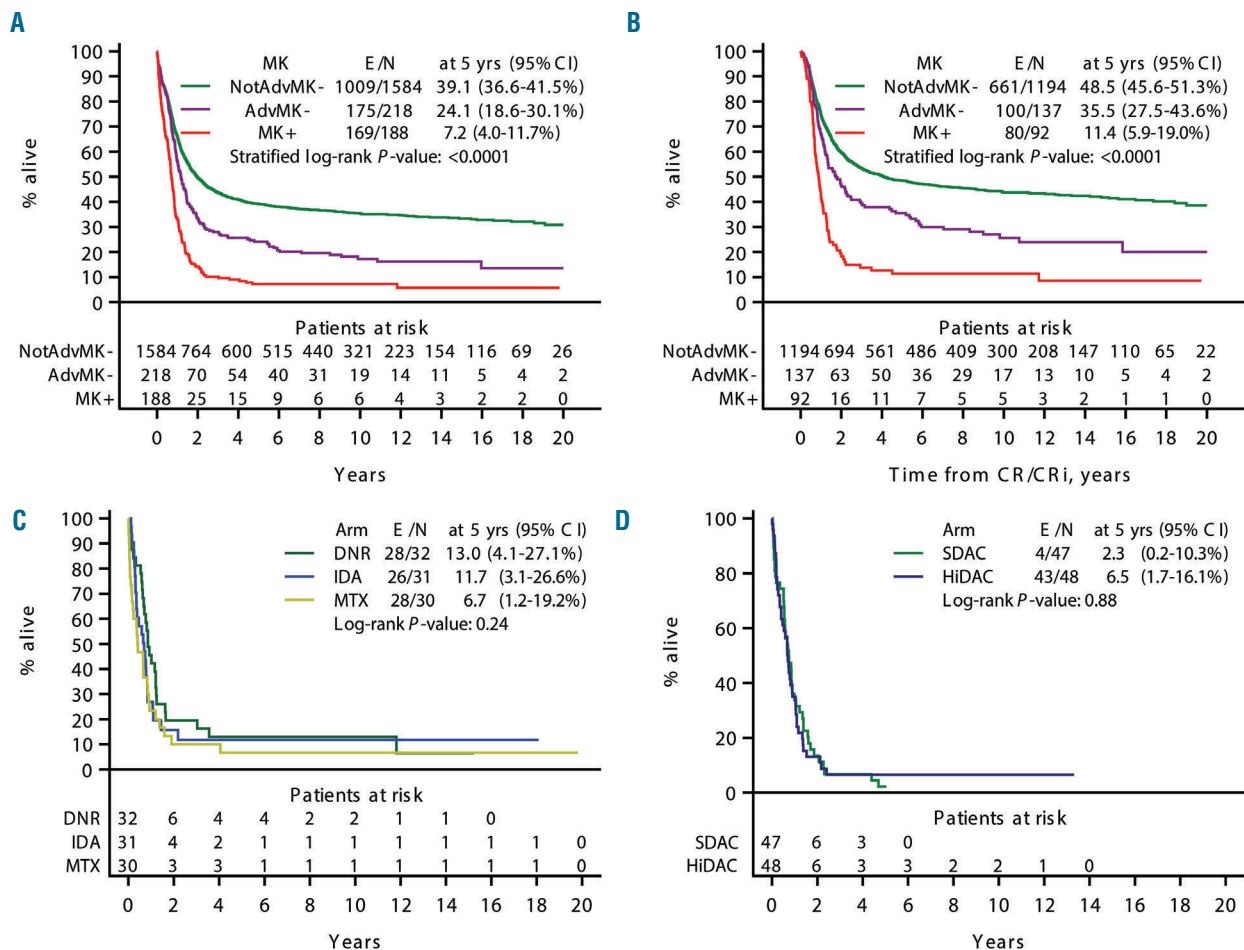 A
MK E/N at 5 yrs (95% CI)
NotAdvMK- 1009/1584 39.1 (36.6-41.5%)
AdvMK- 175/218 24.1 (18.6-30.1%)
MK+ 169/188 7.2 (4.0-11.7%)
Stratified log-rank P-value: <0.0001
100
90
80
70
60
50
40
30
20
10
0
% alive
Patients at risk
NotAdvMK- 1584 764 600 515 440 321 223 154 116 69 26
AdvMK- 218 70 54 40 31 19 14 11 5 4 2
MK+ 188 25 15 9 6 6 4 3 2 2 0
0 2 4 6 8 10 12 14 16 18 20
Years
B
MK E/N at 5 yrs (95% CI)
NotAdvMK- 661/1194 48.5 (45.6-51.3%)
AdvMK- 100/137 35.5 (27.5-43.6%)
MK+ 80/92 11.4 (5.9-19.0%)
Stratified log-rank P-value: <0.0001
100
90
80
70
60
50
40
30
20
10
0
% alive
Patients at risk
NotAdvMK- 1194 694 561 486 409 300 208 147 110 65 22
AdvMK- 137 63 50 36 29 17 13 10 5 4 2
MK+ 92 16 11 7 5 5 3 2 1 1 0
0 2 4 6 8 10 12 14 16 18 20
Time from CR/CRi, years
C
Arm E/N at 5 yrs (95% CI)
DNR 28/32 13.0 (4.1-27.1%)
IDA 26/31 11.7 (3.1-26.6%)
MTX 28/30 6.7 (1.2-19.2%)
Log-rank P-value: 0.24
100
90
80
70
60
50
40
30
20
10
0
% alive
Patients at risk
DNR 32 6 4 4 2 2 1 1 0
IDA 31 4 2 1 1 1 1 1 1 1 0
MTX 30 3 3 1 1 1 1 1 1 1 0
0 2 4 6 8 10 12 14 16 18 20
Years
D
Arm E/N at 5 yrs (95% CI)
SDAC 4/47 2.3 (0.2-10.3%)
HiDAC 43/48 6.5 (1.7-16.1%)
Log-rank P-value: 0.88
100
80
60
40
20
0
% alive
Patients at risk
SDAC 47 6 3 0
HiDAC 48 6 3 3 2 2 1 0
0 2 4 6 8 10 12 14 16 18 20
Years